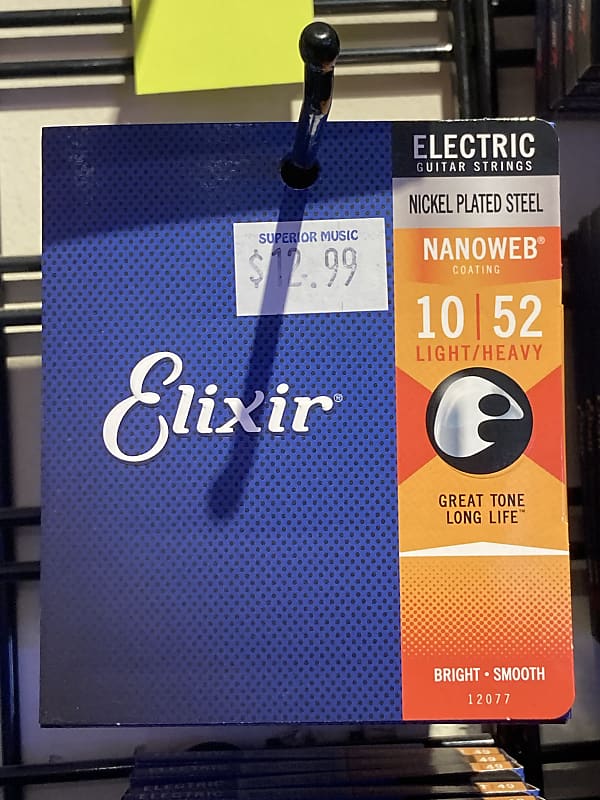 SUPERIOR MUSIC
$12.99
Elixir®
ELECTRIC
GUITAR STRINGS
NICKEL PLATED STEEL
NANOWEB®
COATING
10|52
LIGHT/HEAVY
GREAT TONE
LONG LIFE™
BRIGHT • SMOOTH
12077
ELECTRIC